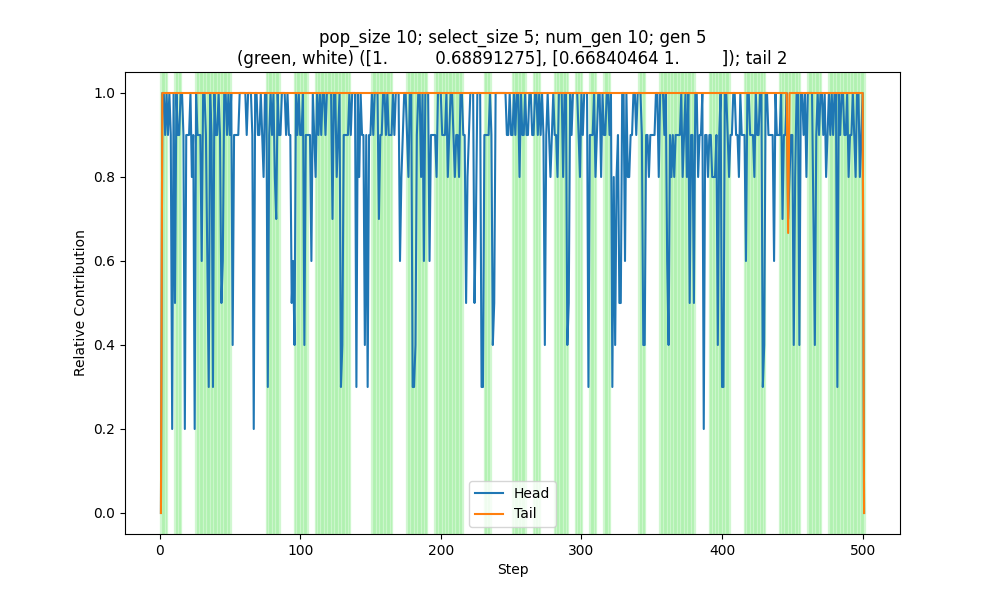 pop_size 10; select_size 5; num_gen 10; gen 5
(green, white) ([1.         0.68891275], [0.66840464 1.        ]); tail 2
Relative Contribution
1.0
0.8
0.6
0.4
0.2
0.0
Head
Tail
0 100 200 300 400 500
Step